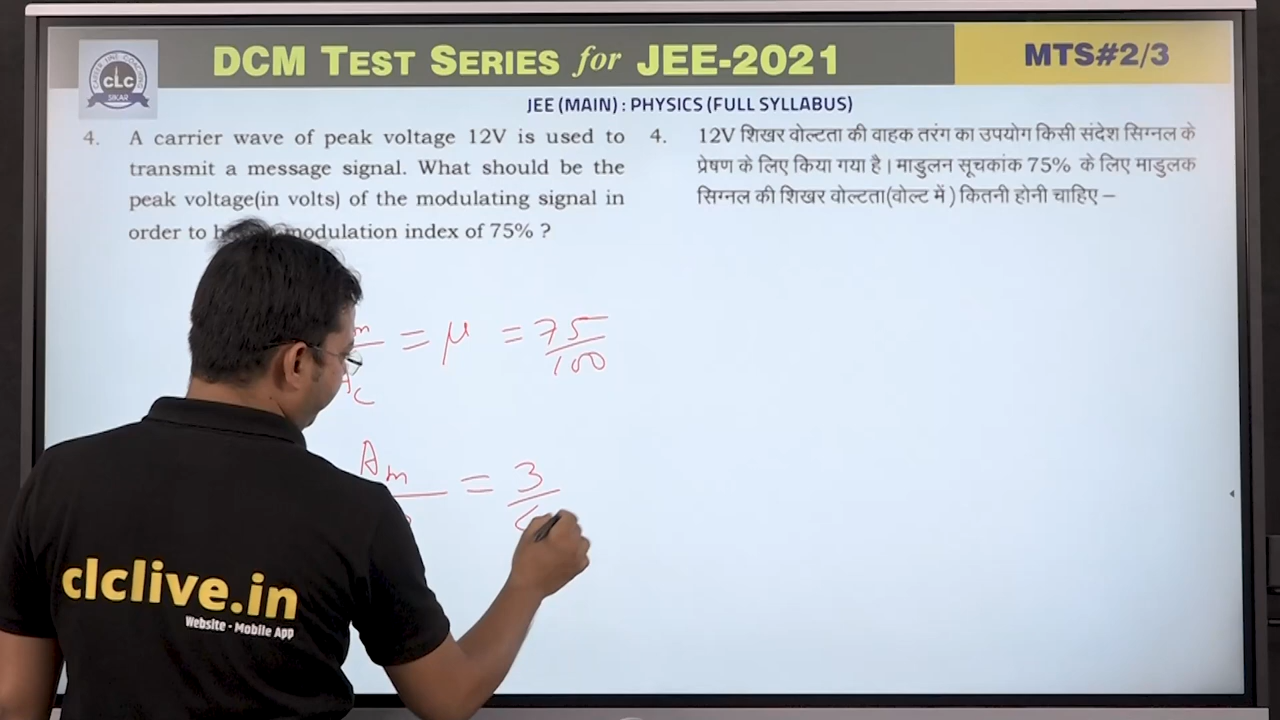 DCM TEST SERIES for JEE-2021
MTS#2/3
CLC
SIKAR
JEE (MAIN) : PHYSICS (FULL SYLLABUS)
4. A carrier wave of peak voltage 12V is used to
transmit a message signal. What should be the
peak voltage(in volts) of the modulating signal in
order to modulation index of 75% ?
4. 12V शिखर वोल्टता की वाहक तरंग का उपयोग किसी संदेश सिग्नल के
प्रेषण के लिए किया गया है। माडुलन सूचकांक 75% के लिए माडुलक
सिग्नल की शिखर वोल्टता(वोल्ट में ) कितनी होनी चाहिए –
= μ = 75/100
Am
= 3
clclive.in
Website - Mobile App